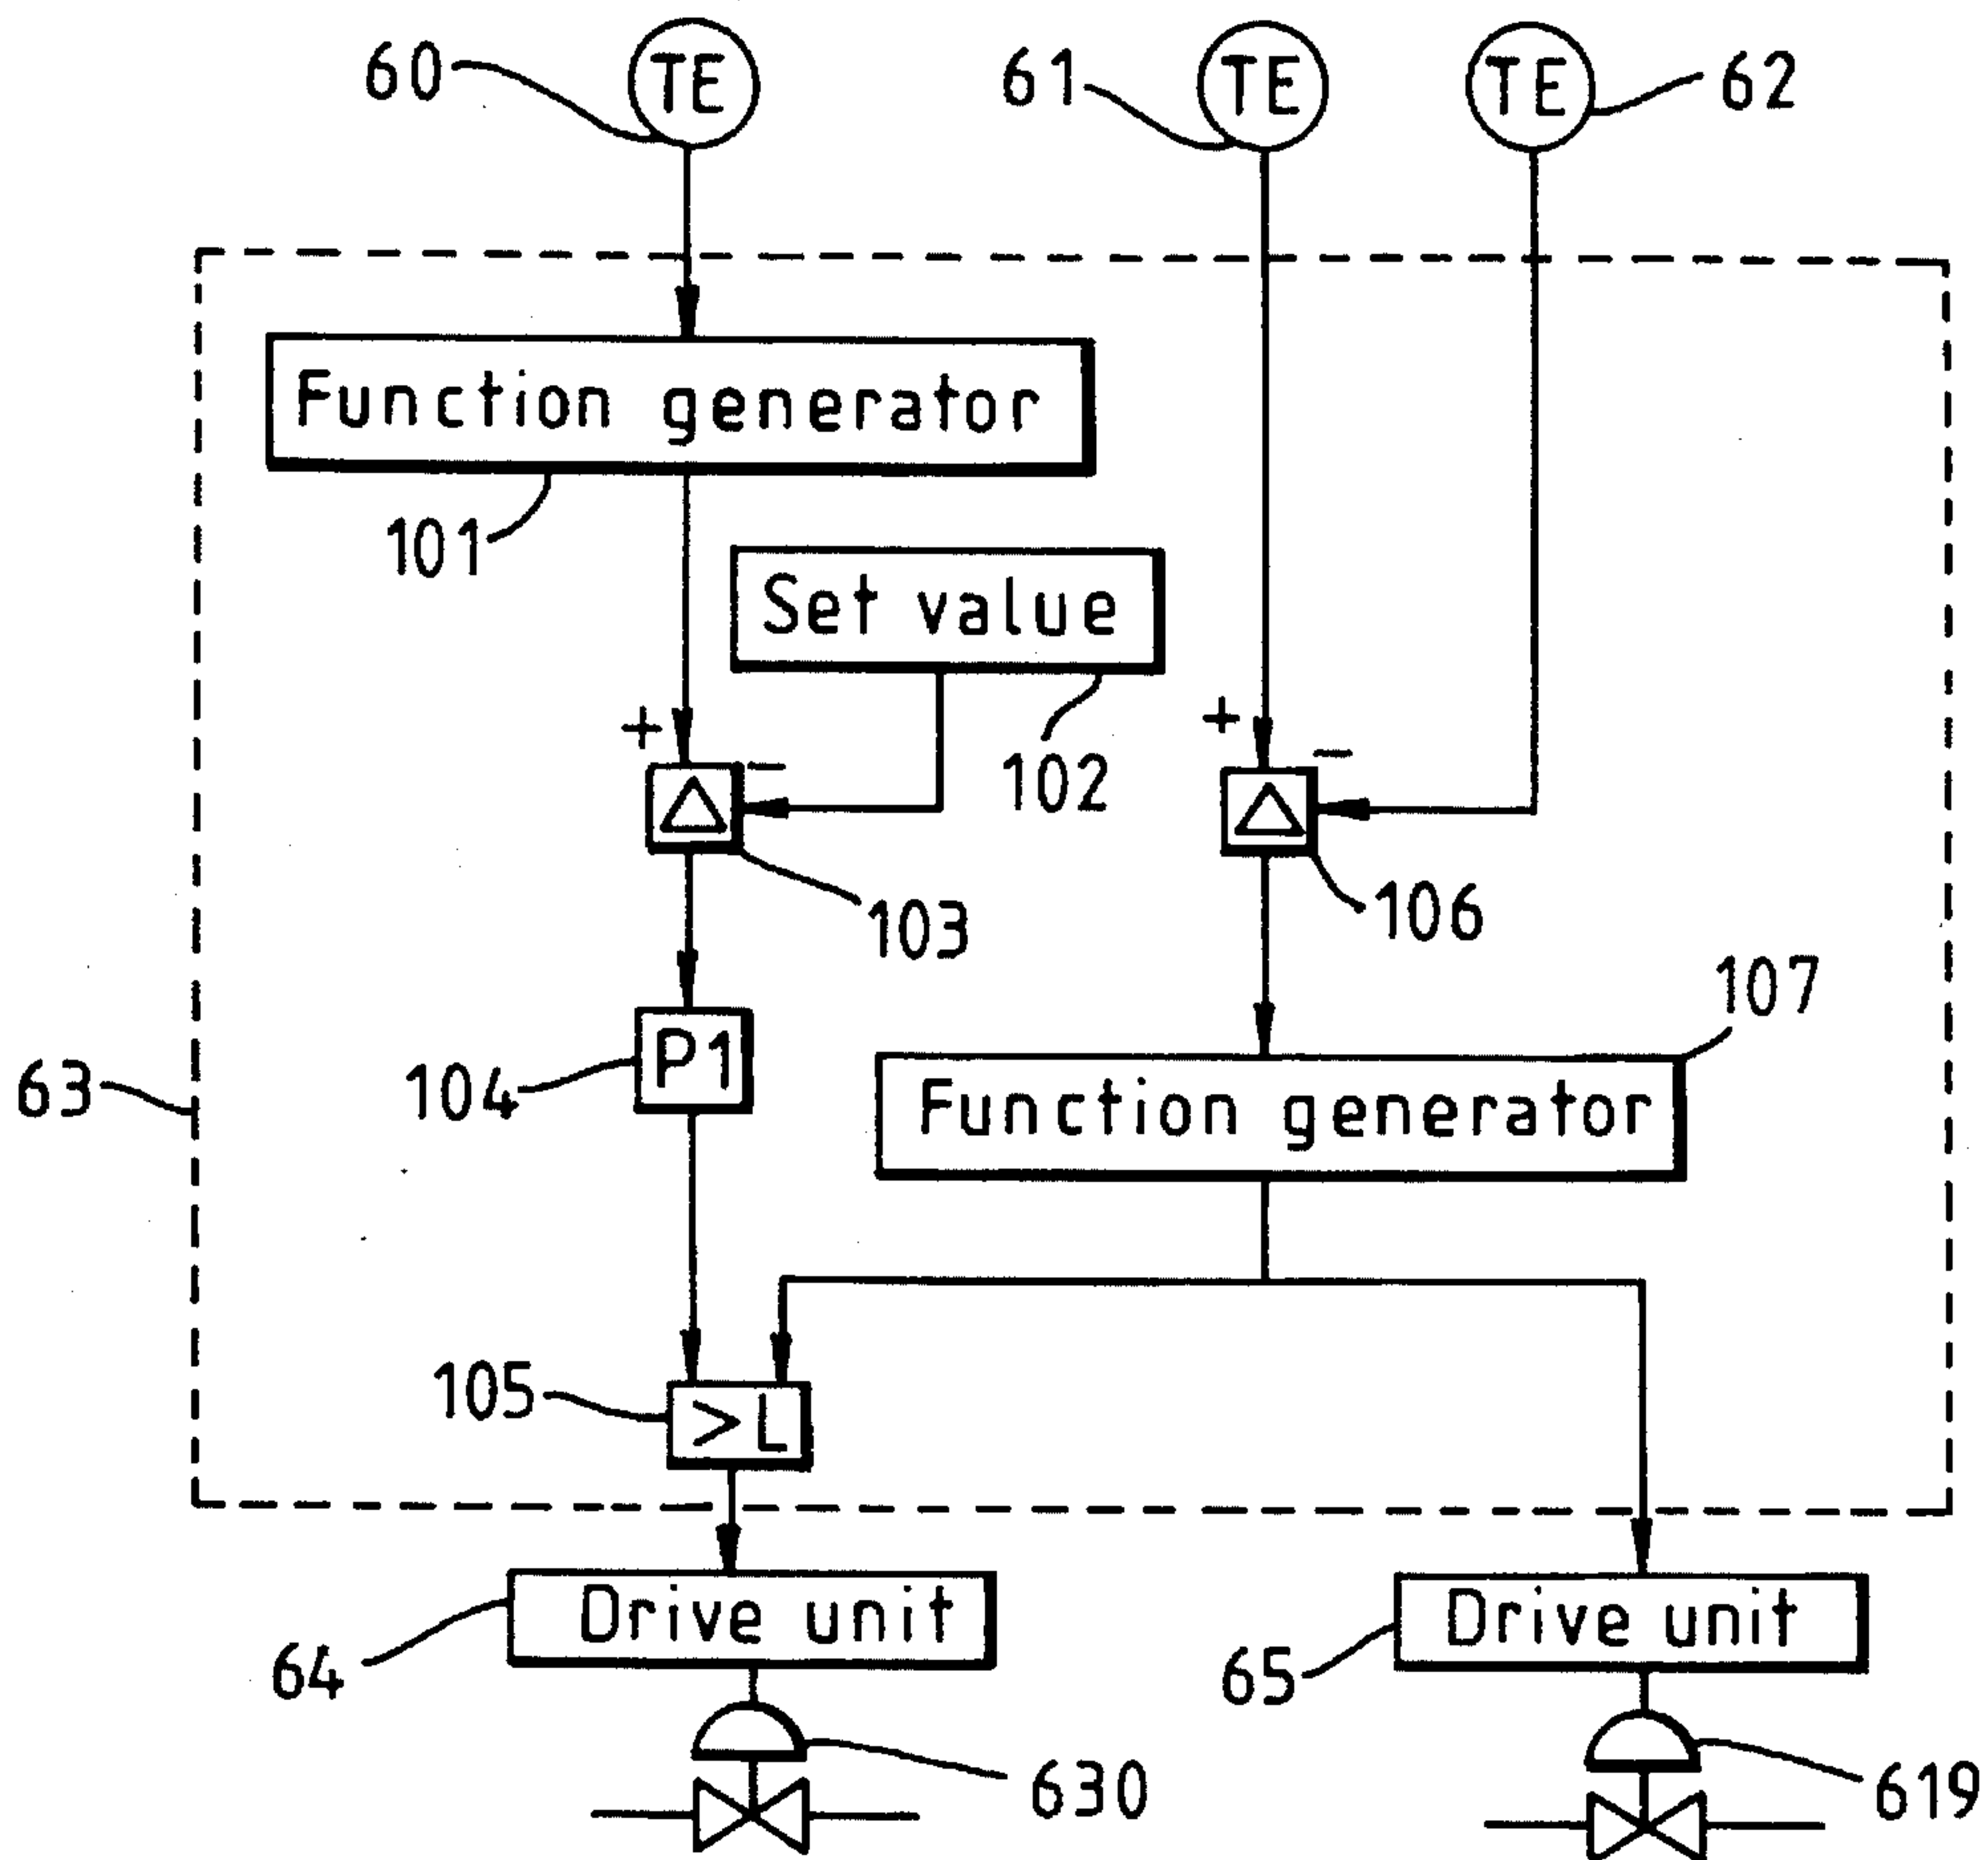 60 TE 61 TE TE 62
Function generator
101
Set value
+ − 102 + −
△ △
103 106
107
63 104 P1
Function generator
105 >L
Drive unit Drive unit
64 65
630 619